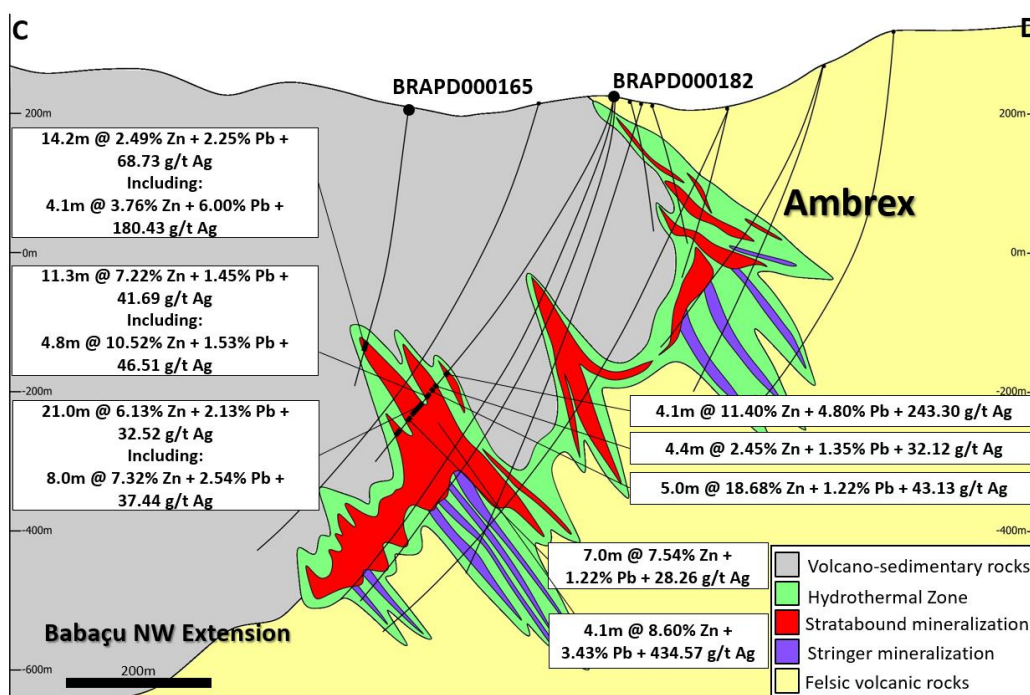 C
BRAPD000165
BRAPD000182
200m
200m
14.2m @ 2.49% Zn + 2.25% Pb +
68.73 g/t Ag
Including:
4.1m @ 3.76% Zn + 6.00% Pb +
180.43 g/t Ag
Ambrex
0m
0m
11.3m @ 7.22% Zn + 1.45% Pb +
41.69 g/t Ag
Including:
4.8m @ 10.52% Zn + 1.53% Pb +
46.51 g/t Ag
-200m
-200m
21.0m @ 6.13% Zn + 2.13% Pb +
32.52 g/t Ag
Including:
8.0m @ 7.32% Zn + 2.54% Pb +
37.44 g/t Ag
4.1m @ 11.40% Zn + 4.80% Pb + 243.30 g/t Ag
4.4m @ 2.45% Zn + 1.35% Pb + 32.12 g/t Ag
5.0m @ 18.68% Zn + 1.22% Pb + 43.13 g/t Ag
-400m
-400m
7.0m @ 7.54% Zn +
1.22% Pb + 28.26 g/t Ag
4.1m @ 8.60% Zn +
3.43% Pb + 434.57 g/t Ag
Volcano-sedimentary rocks
Hydrothermal Zone
Stratabound mineralization
Stringer mineralization
Felsic volcanic rocks
Babaçu NW Extension
200m
-600m